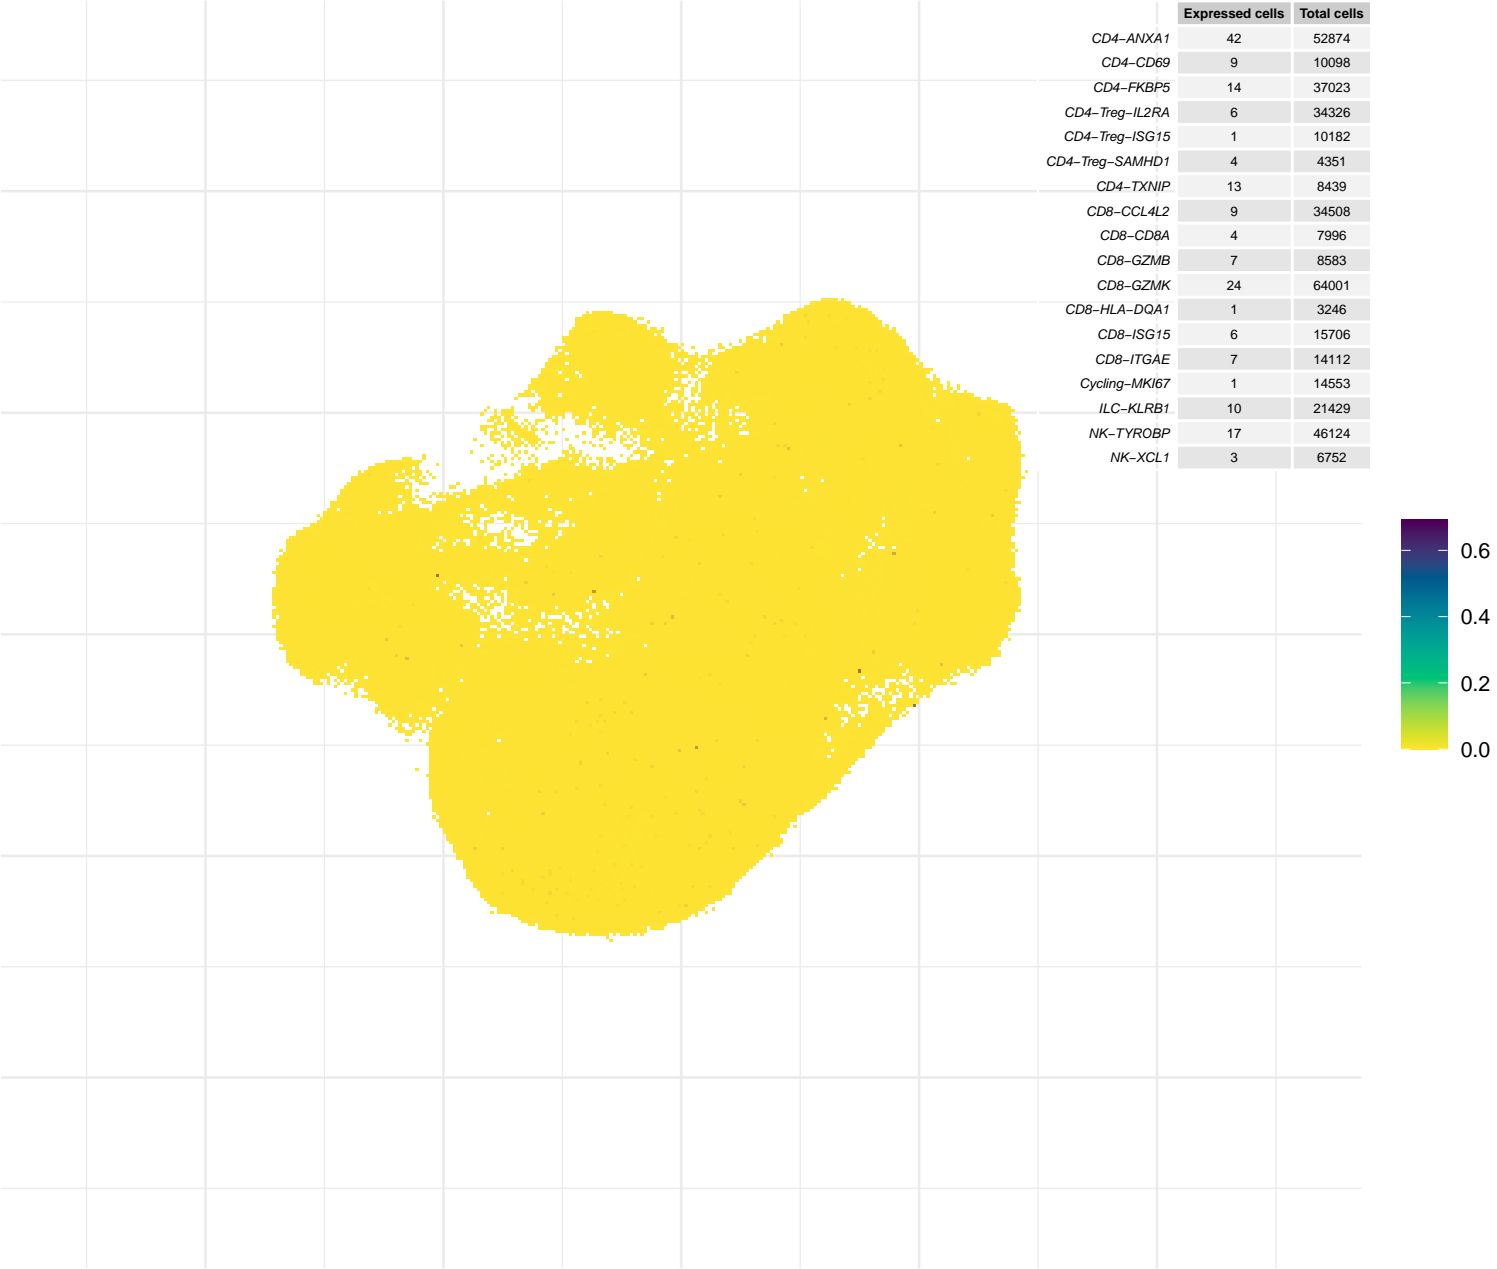 Expressed cells Total cells
CD4−ANXA1 42 52874
CD4−CD69 9 10098
CD4−FKBP5 14 37023
CD4−Treg−IL2RA 6 34326
CD4−Treg−ISG15 1 10182
CD4−Treg−SAMHD1 4 4351
CD4−TXNIP 13 8439
CD8−CCL4L2 9 34508
CD8−CD8A 4 7996
CD8−GZMB 7 8583
CD8−GZMK 24 64001
CD8−HLA−DQA1 1 3246
CD8−ISG15 6 15706
CD8−ITGAE 7 14112
Cycling−MKI67 1 14553
ILC−KLRB1 10 21429
NK−TYROBP 17 46124
NK−XCL1 3 6752
0.6
0.4
0.2
0.0